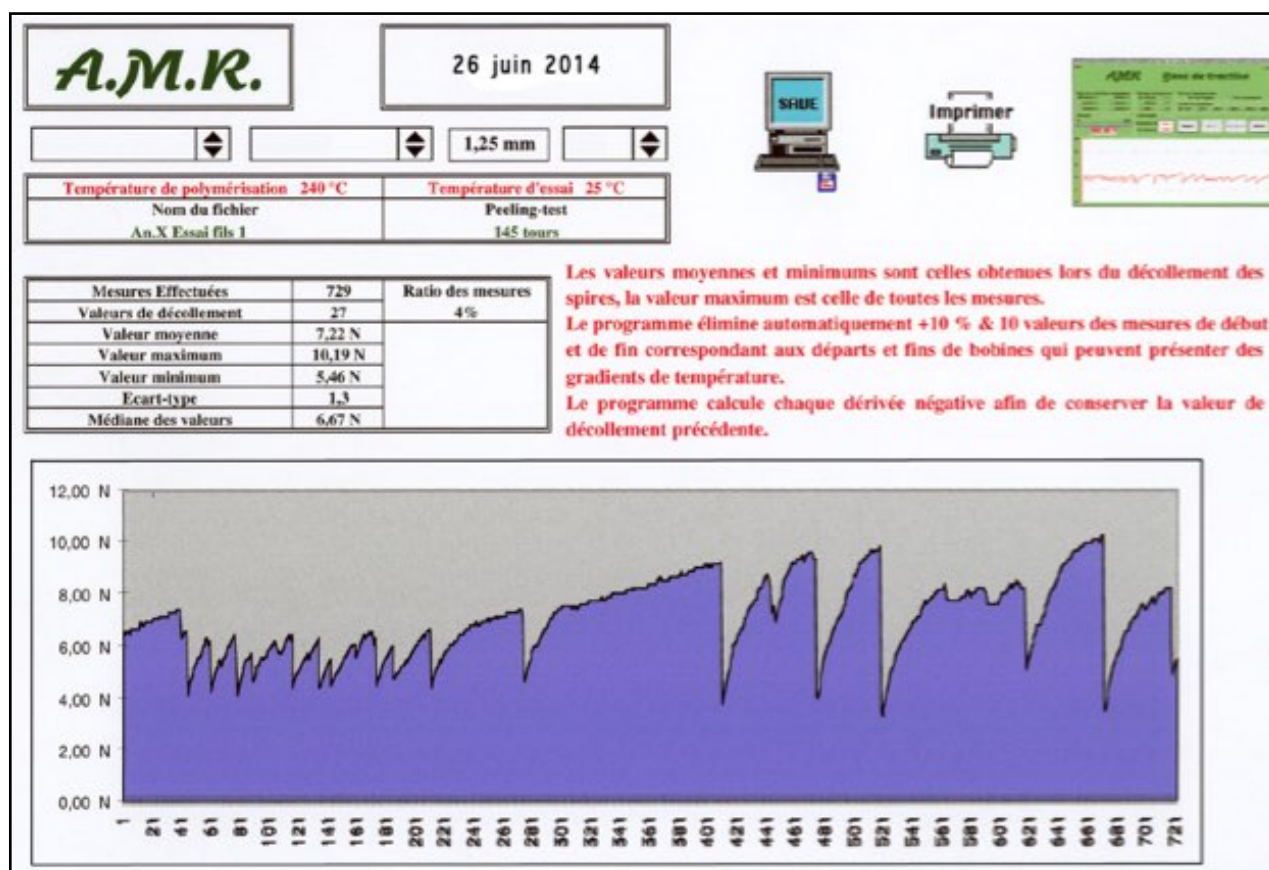 A.M.R.
26 juin 2014
SAVE
Imprimer
1,25 mm
Température de polymérisation 240 °C
Température d'essai 25 °C
Nom du fichier
Peeling-test
An.X Essai fils 1
145 tours
Mesures Effectuées 729 Ratio des mesures
Valeurs de décollement 27 4%
Valeur moyenne 7,22 N
Valeur maximum 10,19 N
Valeur minimum 5,46 N
Ecart-type 1,3
Médiane des valeurs 6,67 N
Les valeurs moyennes et minimums sont celles obtenues lors du décollement des
spires, la valeur maximum est celle de toutes les mesures.
Le programme élimine automatiquement +10 % & 10 valeurs des mesures de début
et de fin correspondant aux départs et fins de bobines qui peuvent présenter des
gradients de température.
Le programme calcule chaque dérivée négative afin de conserver la valeur de
décollement précédente.
12,00 N
10,00 N
8,00 N
6,00 N
4,00 N
2,00 N
0,00 N
1 21 41 61 81 101 121 141 161 181 201 221 241 261 281 301 321 341 361 381 401 421 441 461 481 501 521 541 561 581 601 621 641 661 681 701 721